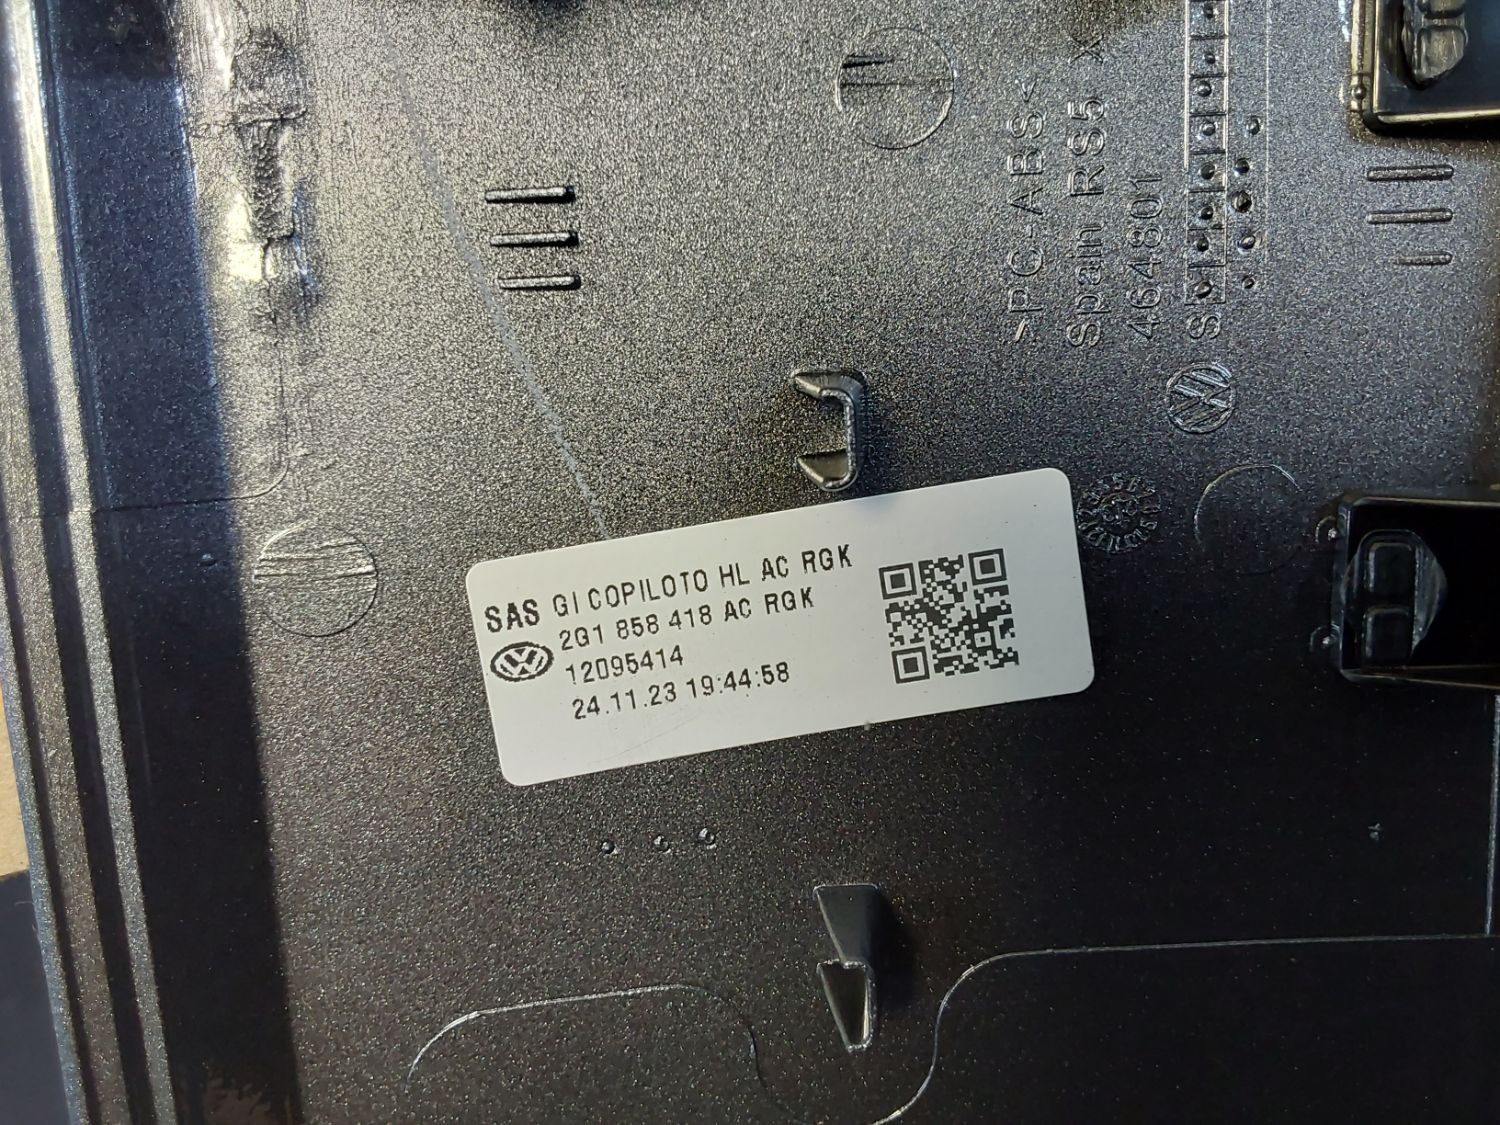 SAS GI COPILOTO HL AC RGK
2G1 858 418 AC RGK
12095414
24.11.23 19:44:58
>PC-ABS<
Spain RS5 X
464801
S